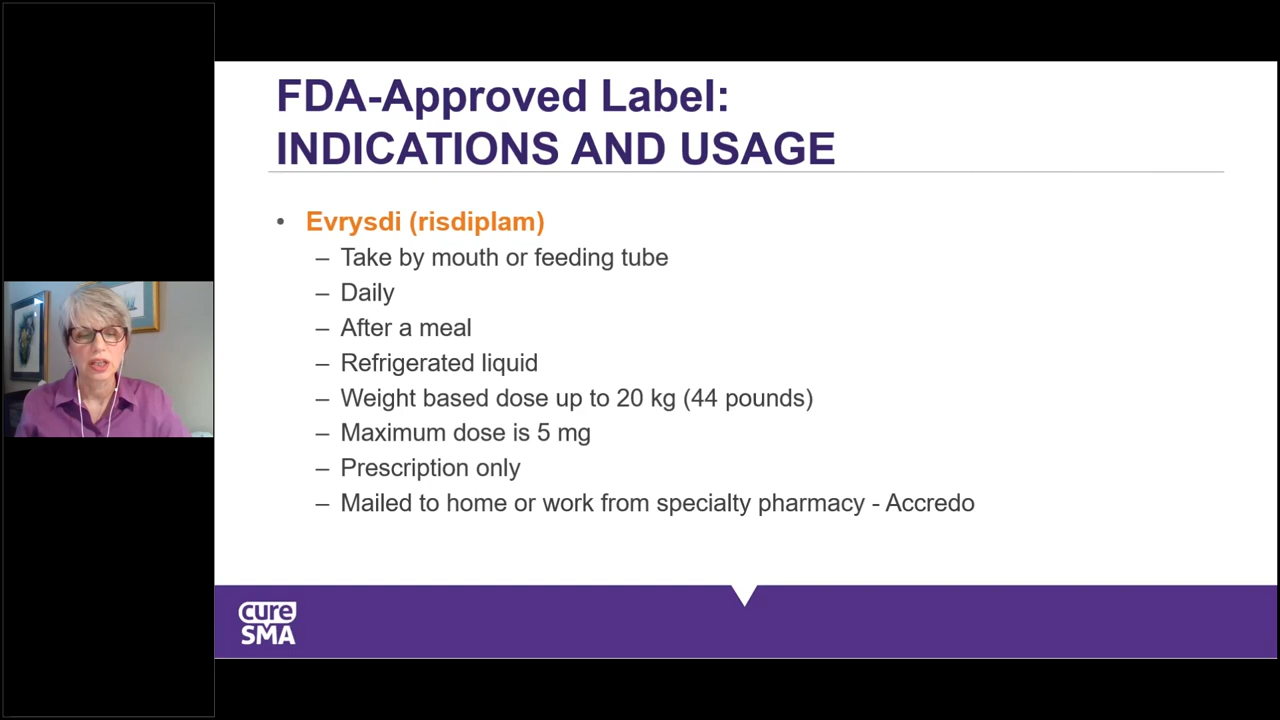 FDA-Approved Label:
INDICATIONS AND USAGE
• Evrysdi (risdiplam)
– Take by mouth or feeding tube
– Daily
– After a meal
– Refrigerated liquid
– Weight based dose up to 20 kg (44 pounds)
– Maximum dose is 5 mg
– Prescription only
– Mailed to home or work from specialty pharmacy - Accredo
cure
SMA